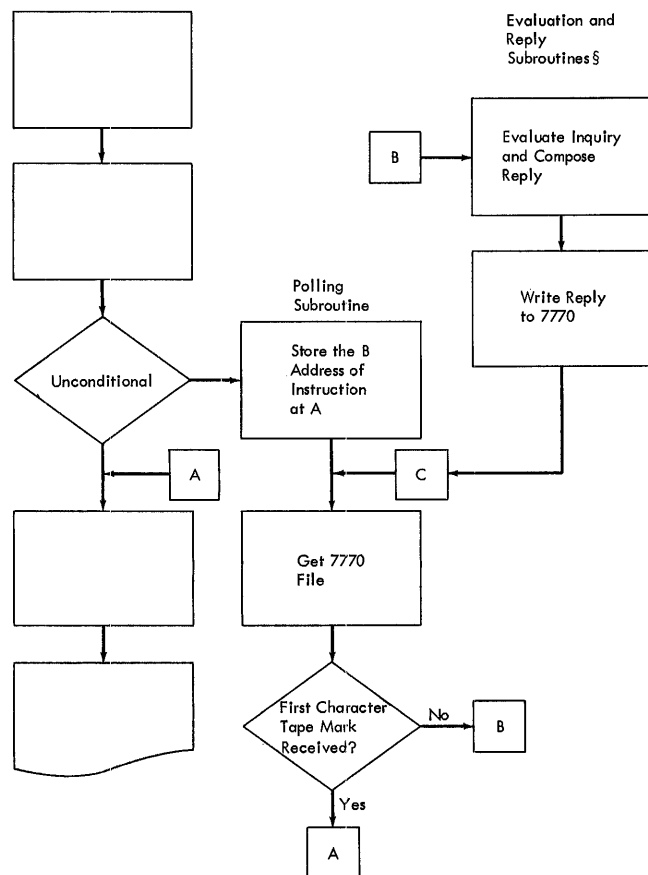 Evaluation and
Reply
Subroutines §
B
Evaluate Inquiry
and Compose
Reply
Write Reply
to 7770
Polling
Subroutine
Unconditional
Store the B
Address of
Instruction
at A
A
C
Get 7770
File
First Character
Tape Mark
Received?
No
B
Yes
A